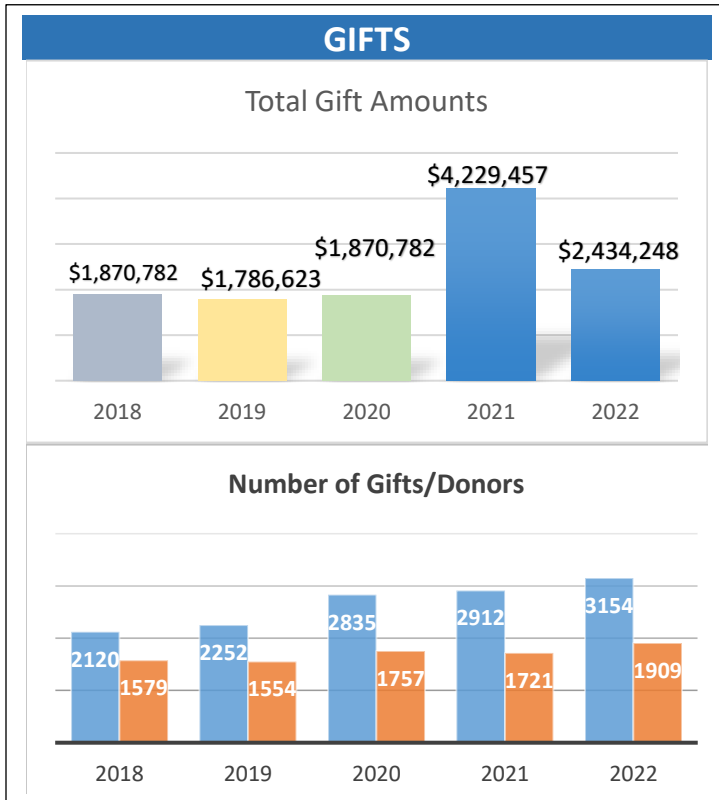 GIFTS
Total Gift Amounts
$4,229,457
$1,870,782
$1,786,623
$1,870,782
$2,434,248
2018 2019 2020 2021 2022
Number of Gifts/Donors
2120 1579 2252 1554 2835 1757 2912 1721 3154 1909
2018 2019 2020 2021 2022